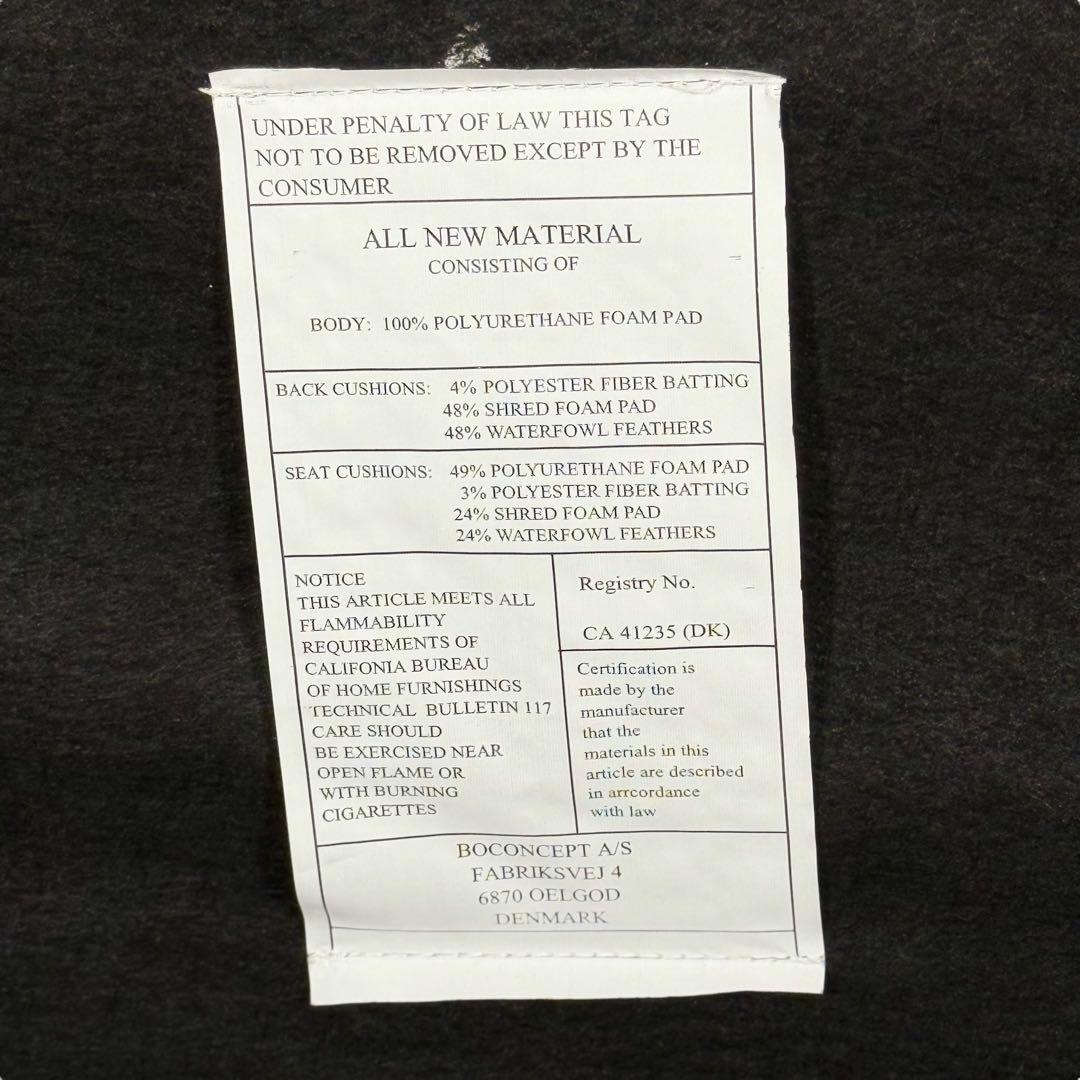 UNDER PENALTY OF LAW THIS TAG
NOT TO BE REMOVED EXCEPT BY THE
CONSUMER
ALL NEW MATERIAL
CONSISTING OF
BODY: 100% POLYURETHANE FOAM PAD
BACK CUSHIONS: 4% POLYESTER FIBER BATTING
48% SHRED FOAM PAD
48% WATERFOWL FEATHERS
SEAT CUSHIONS: 49% POLYURETHANE FOAM PAD
3% POLYESTER FIBER BATTING
24% SHRED FOAM PAD
24% WATERFOWL FEATHERS
NOTICE
THIS ARTICLE MEETS ALL
FLAMMABILITY
REQUIREMENTS OF
CALIFONIA BUREAU
OF HOME FURNISHINGS
TECHNICAL BULLETIN 117
CARE SHOULD
BE EXERCISED NEAR
OPEN FLAME OR
WITH BURNING
CIGARETTES
Registry No.
CA 41235 (DK)
Certification is
made by the
manufacturer
that the
materials in this
article are described
in arrcordance
with law
BOCONCEPT A/S
FABRIKSVEJ 4
6870 OELGOD
DENMARK